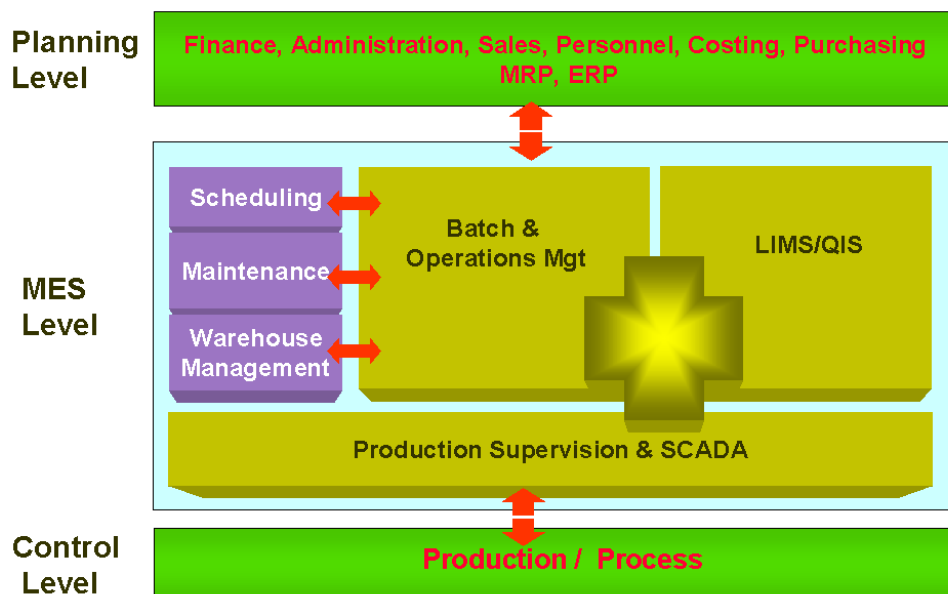 Planning
Level
Finance, Administration, Sales, Personnel, Costing, Purchasing
MRP, ERP
MES
Level
Scheduling
Maintenance
Warehouse
Management
Batch &
Operations Mgt
LIMS/QIS
Production Supervision & SCADA
Control
Level
Production / Process